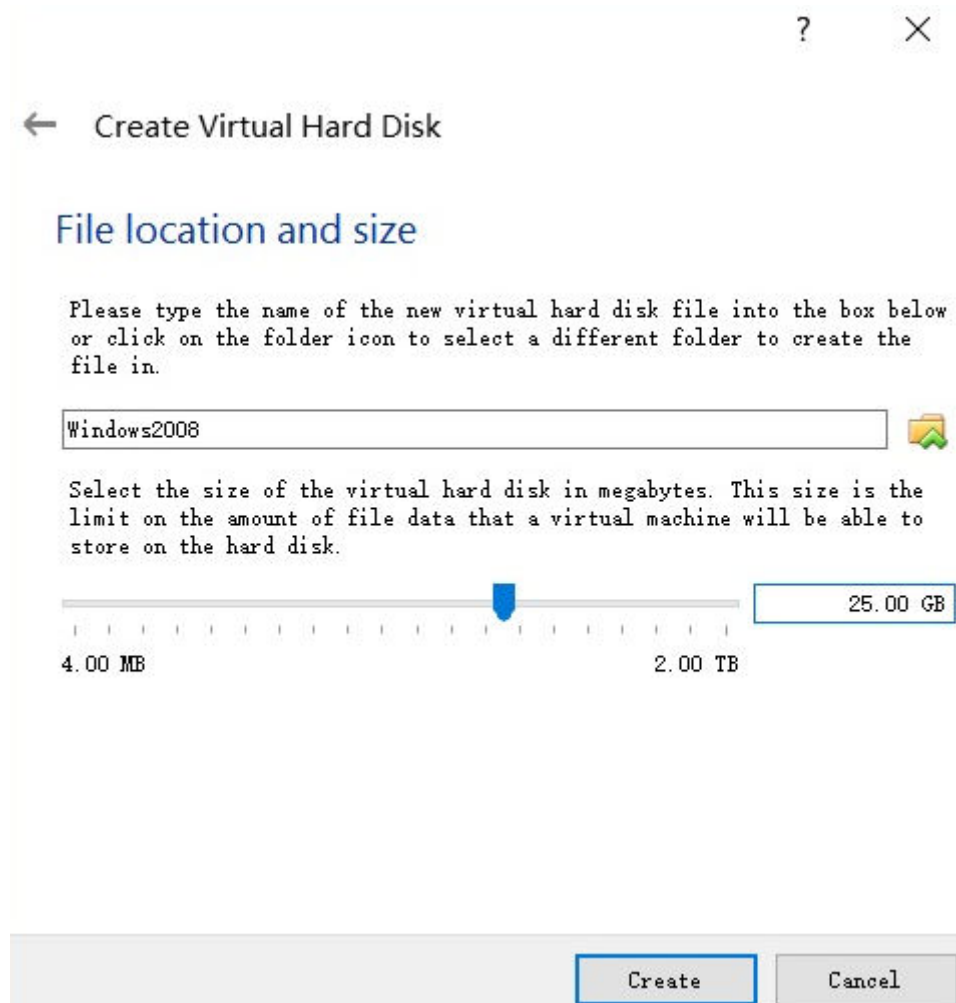 ?
Create Virtual Hard Disk
File location and size
Please type the name of the new virtual hard disk file into the box below
or click on the folder icon to select a different folder to create the
file in.
Windows2008
Select the size of the virtual hard disk in megabytes. This size is the
limit on the amount of file data that a virtual machine will be able to
store on the hard disk.
25.00 GB
4.00 MB 2.00 TB
Create Cancel